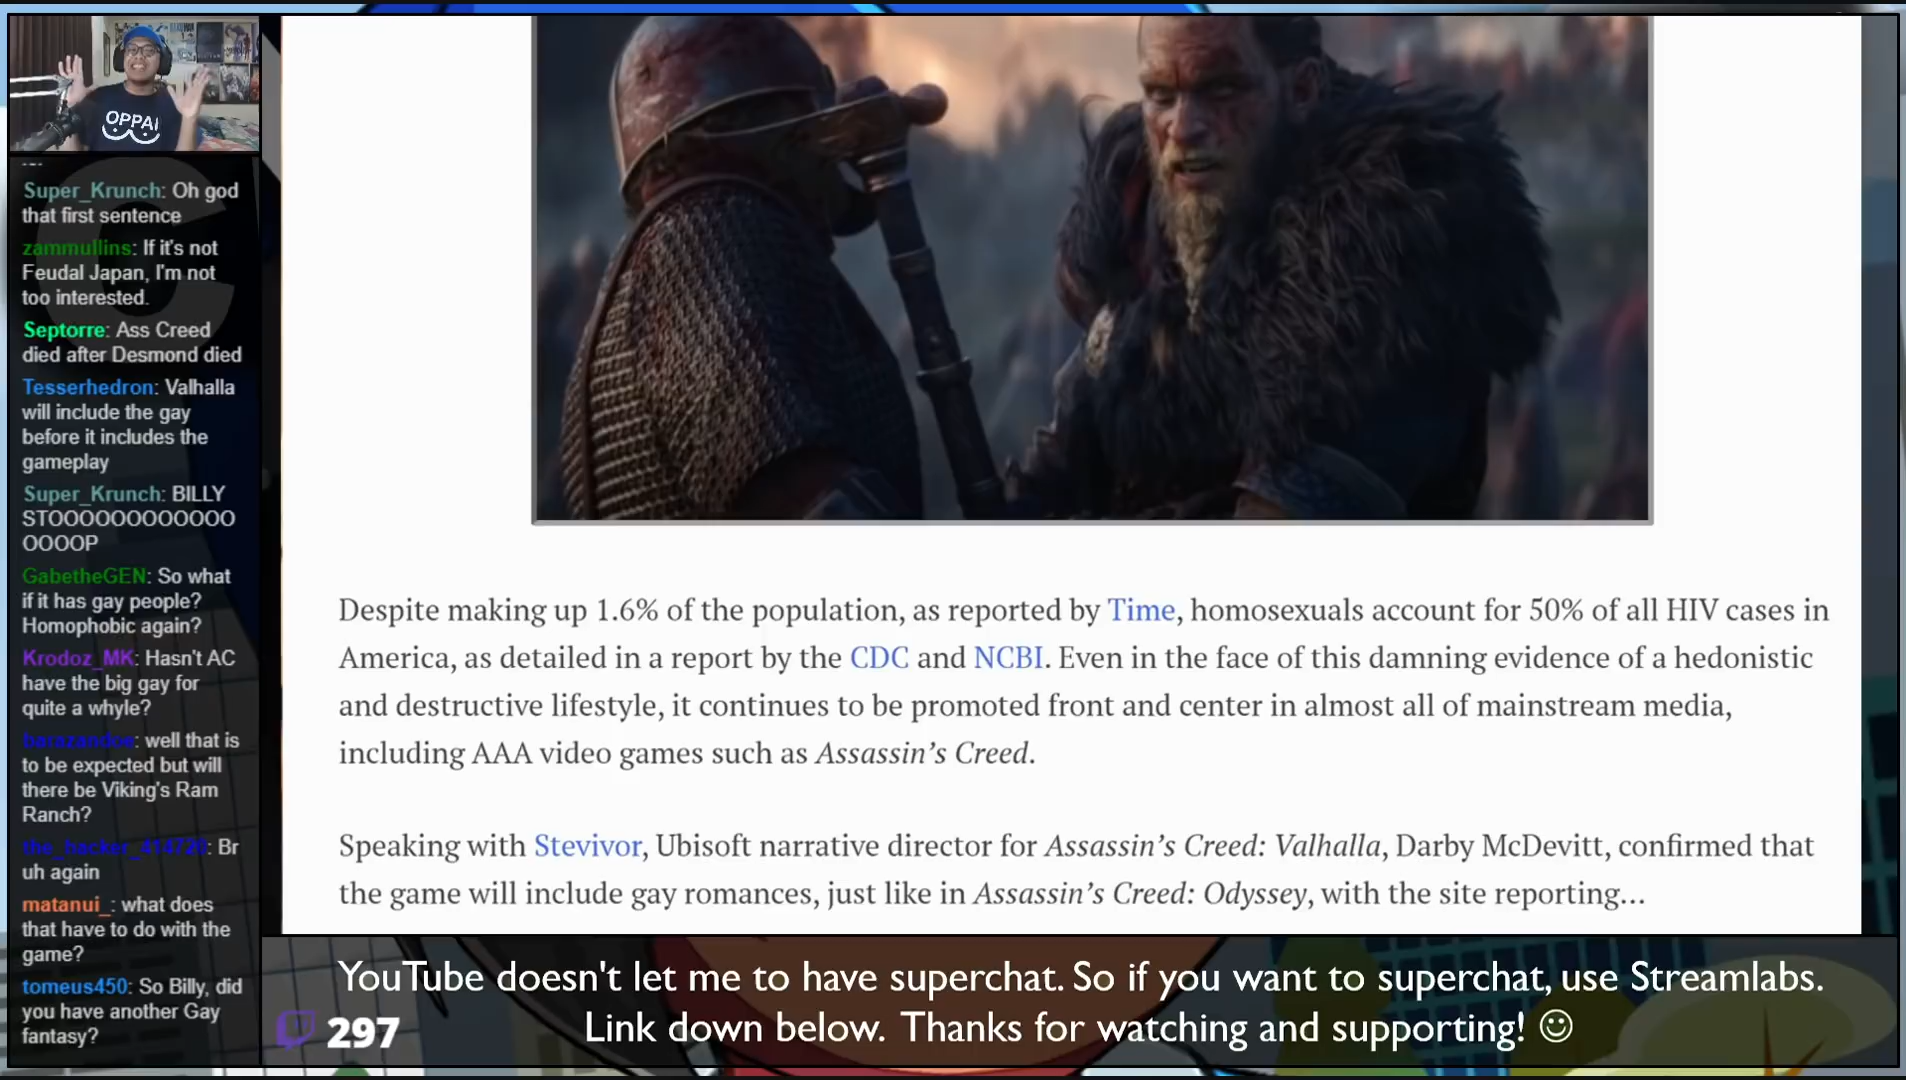 OPPAI
Super_Krunch: Oh god
that first sentence
zammullins: If it's not
Feudal Japan, I'm not
too interested.
Septorre: Ass Creed
died after Desmond died
Tesserhedron: Valhalla
will include the gay
before it includes the
gameplay
Super_Krunch: BILLY
STOOOOOOOOOOOO
OOOOP
GabetheGEN: So what
if it has gay people?
Homophobic again?
Krodoz_MK: Hasn't AC
have the big gay for
quite a whyle?
barazandoe: well that is
to be expected but will
there be Viking's Ram
Ranch?
the_hacker_414720: Br
uh again
matanui_: what does
that have to do with the
game?
tomeus450: So Billy, did
you have another Gay
fantasy?
Despite making up 1.6% of the population, as reported by Time, homosexuals account for 50% of all HIV cases in
America, as detailed in a report by the CDC and NCBI. Even in the face of this damning evidence of a hedonistic
and destructive lifestyle, it continues to be promoted front and center in almost all of mainstream media,
including AAA video games such as Assassin’s Creed.
Speaking with Stevivor, Ubisoft narrative director for Assassin’s Creed: Valhalla, Darby McDevitt, confirmed that
the game will include gay romances, just like in Assassin’s Creed: Odyssey, with the site reporting…
YouTube doesn't let me to have superchat. So if you want to superchat, use Streamlabs.
Link down below. Thanks for watching and supporting! ☺
297